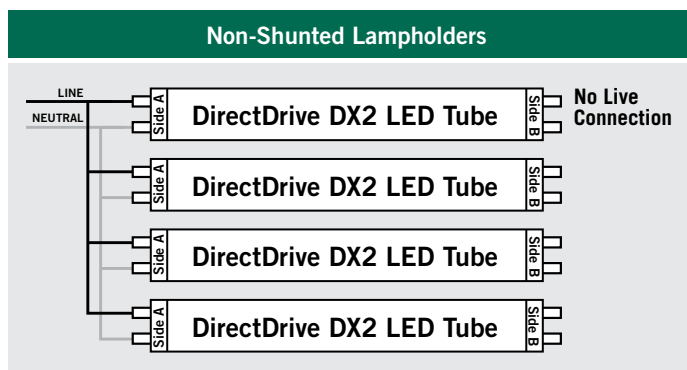 Non-Shunted Lampholders
LINE
NEUTRAL
Side A
DirectDrive DX2 LED Tube
Side B
No Live
Connection
Side A
DirectDrive DX2 LED Tube
Side B
Side A
DirectDrive DX2 LED Tube
Side B
Side A
DirectDrive DX2 LED Tube
Side B